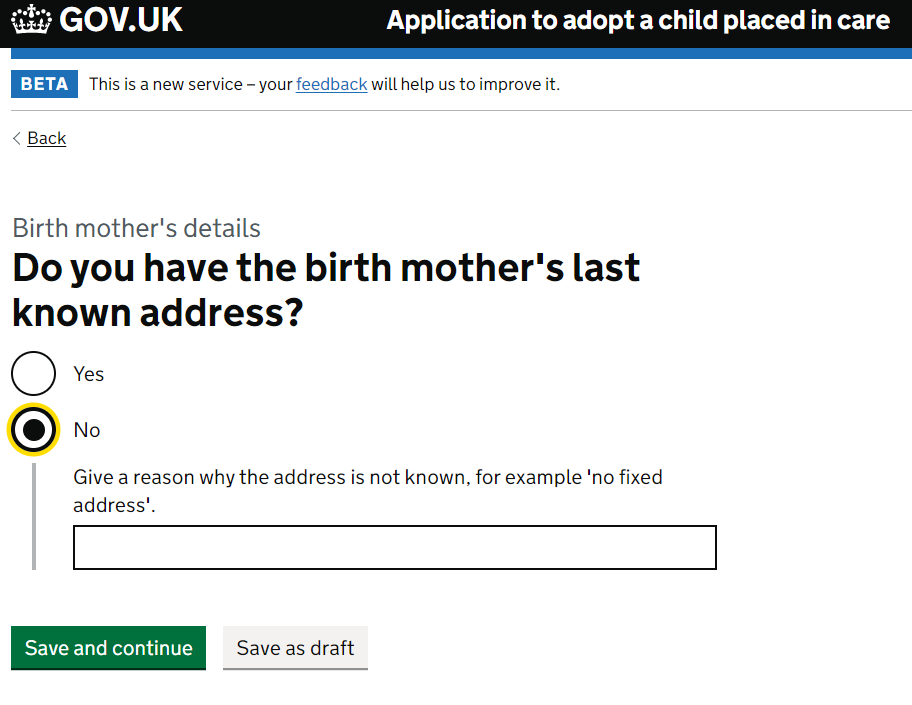 GOV.UK
Application to adopt a child placed in care
BETA
This is a new service – your feedback will help us to improve it.
Back
Birth mother's details
Do you have the birth mother's last
known address?
Yes
No
Give a reason why the address is not known, for example 'no fixed
address'.
Save and continue
Save as draft